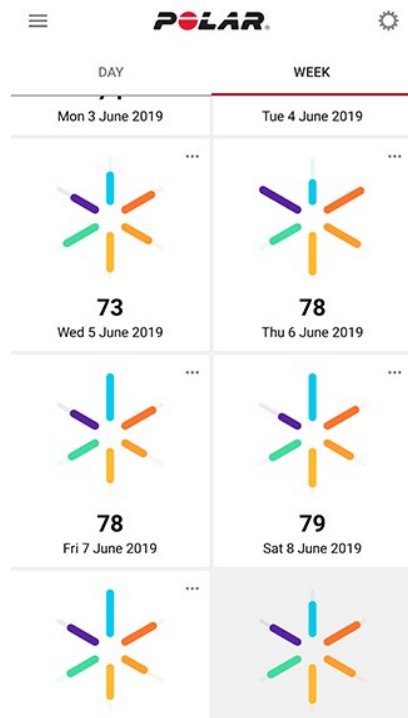 POLAR.
DAY WEEK
Mon 3 June 2019 Tue 4 June 2019
73 78
Wed 5 June 2019 Thu 6 June 2019
78 79
Fri 7 June 2019 Sat 8 June 2019